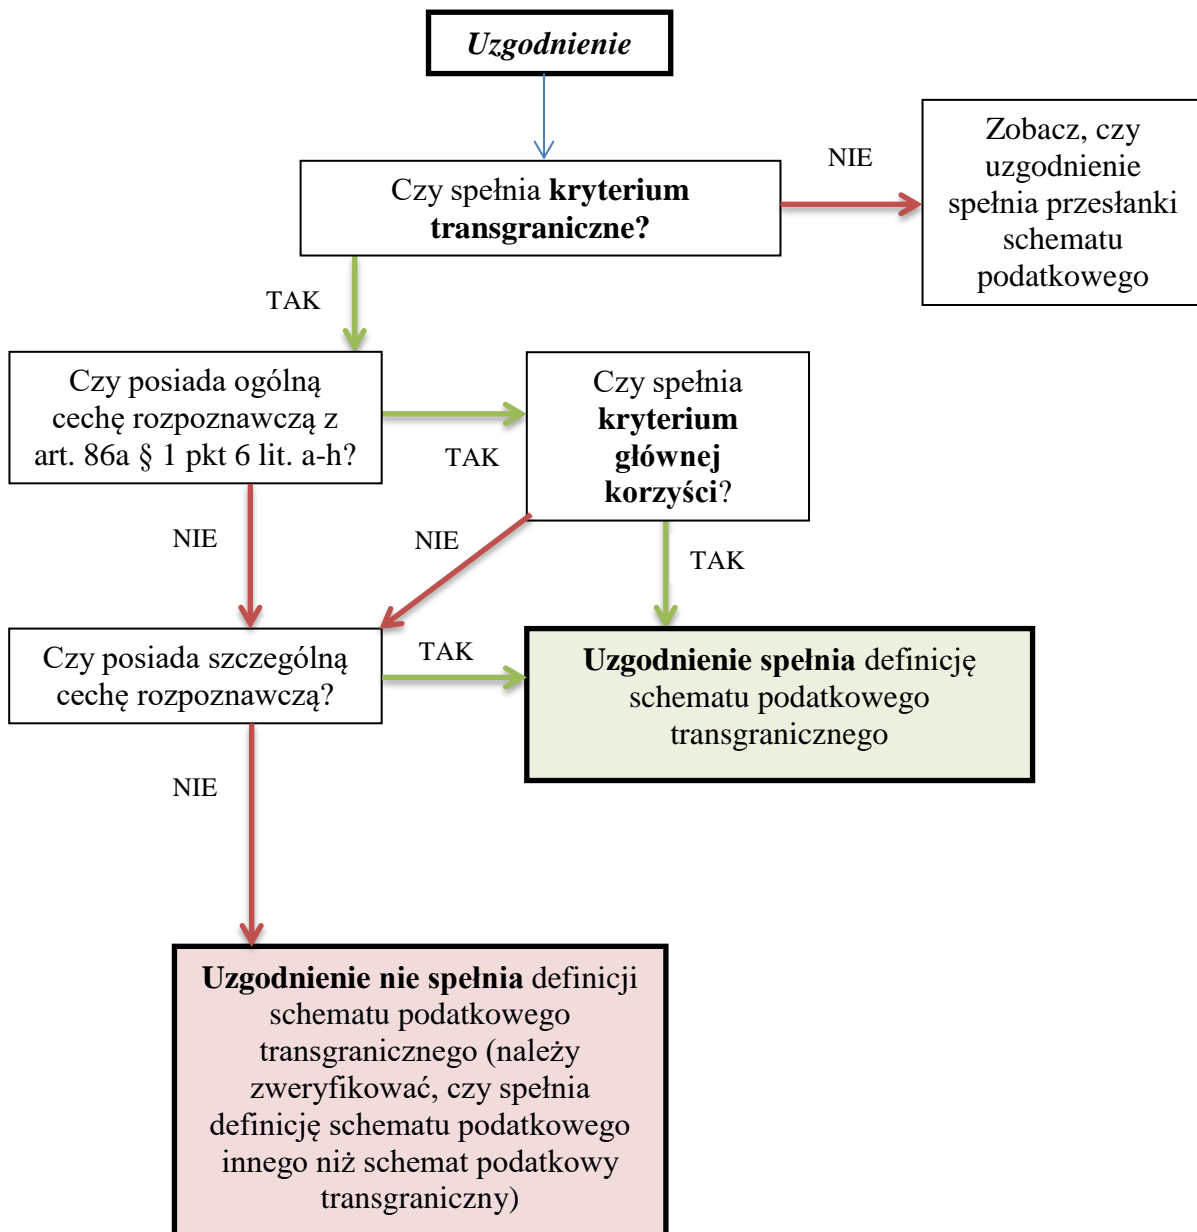 Uzgodnienie
Czy spełnia kryterium
transgraniczne?
NIE
Zobacz, czy
uzgodnienie
spełnia przesłanki
schematu
podatkowego
TAK
Czy posiada ogólną
cechę rozpoznawczą z
art. 86a § 1 pkt 6 lit. a-h?
TAK
Czy spełnia
kryterium
głównej
korzyści?
NIE
NIE
TAK
Czy posiada szczególną
cechę rozpoznawczą?
TAK
Uzgodnienie spełnia definicję
schematu podatkowego
transgranicznego
NIE
Uzgodnienie nie spełnia definicji
schematu podatkowego
transgranicznego (należy
zweryfikować, czy spełnia
definicję schematu podatkowego
innego niż schemat podatkowy
transgraniczny)